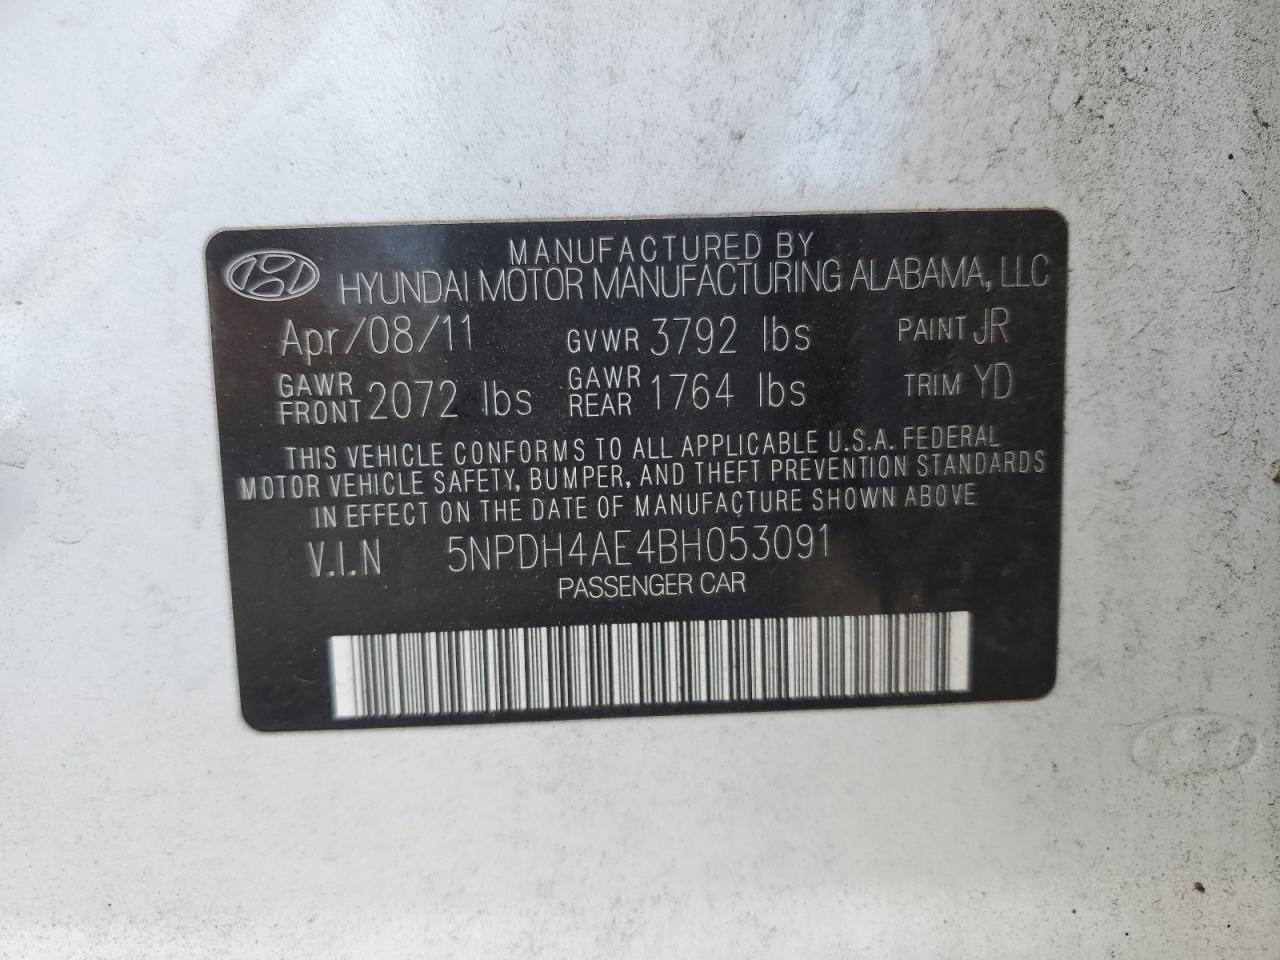 MANUFACTURED BY
HYUNDAI MOTOR MANUFACTURING ALABAMA, LLC
Apr/08/11 GVWR 3792 lbs PAINT JR
GAWR FRONT 2072 lbs GAWR REAR 1764 lbs TRIM YD
THIS VEHICLE CONFORMS TO ALL APPLICABLE U.S.A. FEDERAL
MOTOR VEHICLE SAFETY, BUMPER, AND THEFT PREVENTION STANDARDS
IN EFFECT ON THE DATE OF MANUFACTURE SHOWN ABOVE
V.I.N 5NPDH4AE4BH053091
PASSENGER CAR